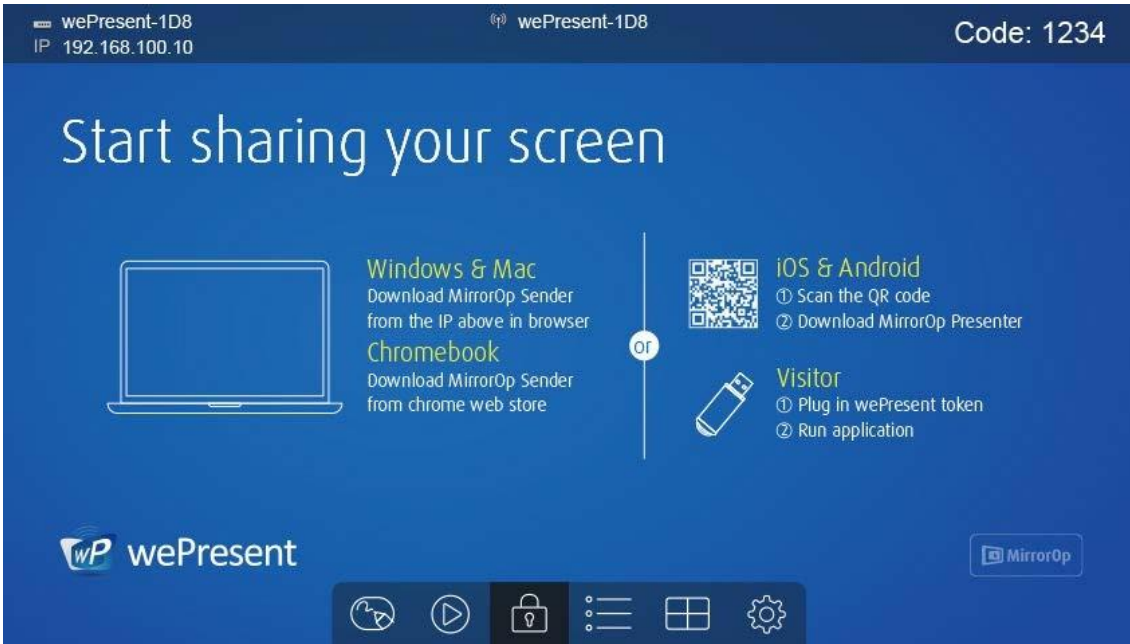 wePresent-1D8
IP 192.168.100.10
wePresent-1D8
Code: 1234
Start sharing your screen
Windows & Mac
Download MirrorOp Sender
from the IP above in browser
Chromebook
Download MirrorOp Sender
from chrome web store
or
iOS & Android
① Scan the QR code
② Download MirrorOp Presenter
Visitor
① Plug in wePresent token
② Run application
wP wePresent
MirrorOp